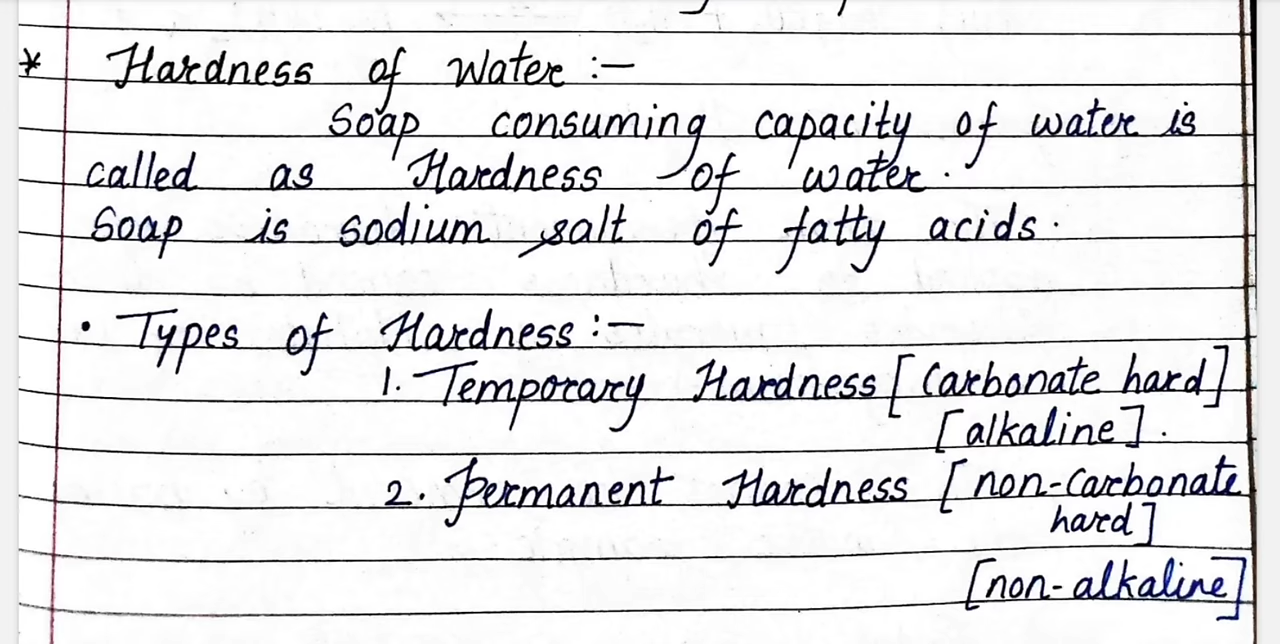 * Hardness of Water :-
Soap consuming capacity of water is
called as Hardness of water.
Soap is sodium salt of fatty acids.
• Types of Hardness :-
1. Temporary Hardness [Carbonate hard]
[alkaline].
2. Permanent Hardness [non-Carbonate
hard]
[non-alkaline]